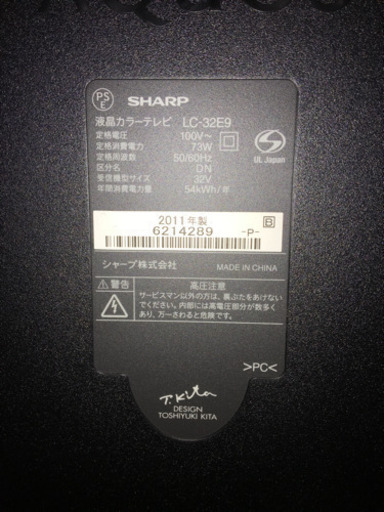 AQUOS
PS
E
SHARP
液晶カラーテレビ LC-32E9
定格電圧 100V～
定格消費電力 73W
定格周波数 50/60Hz
区分名 DN
受信機型サイズ 32V
年間消費電力量 54kWh/年
UL Japan
2011年製 B
6214289 -P-
シャープ株式会社 MADE IN CHINA
警告 高圧注意
サービスマン以外の方は、裏ぶたをあけない
でください。内部には高電圧部分が数多く
あり、万一さわると危険です。
>PC<
T.Kita
DESIGN
TOSHIYUKI KITA